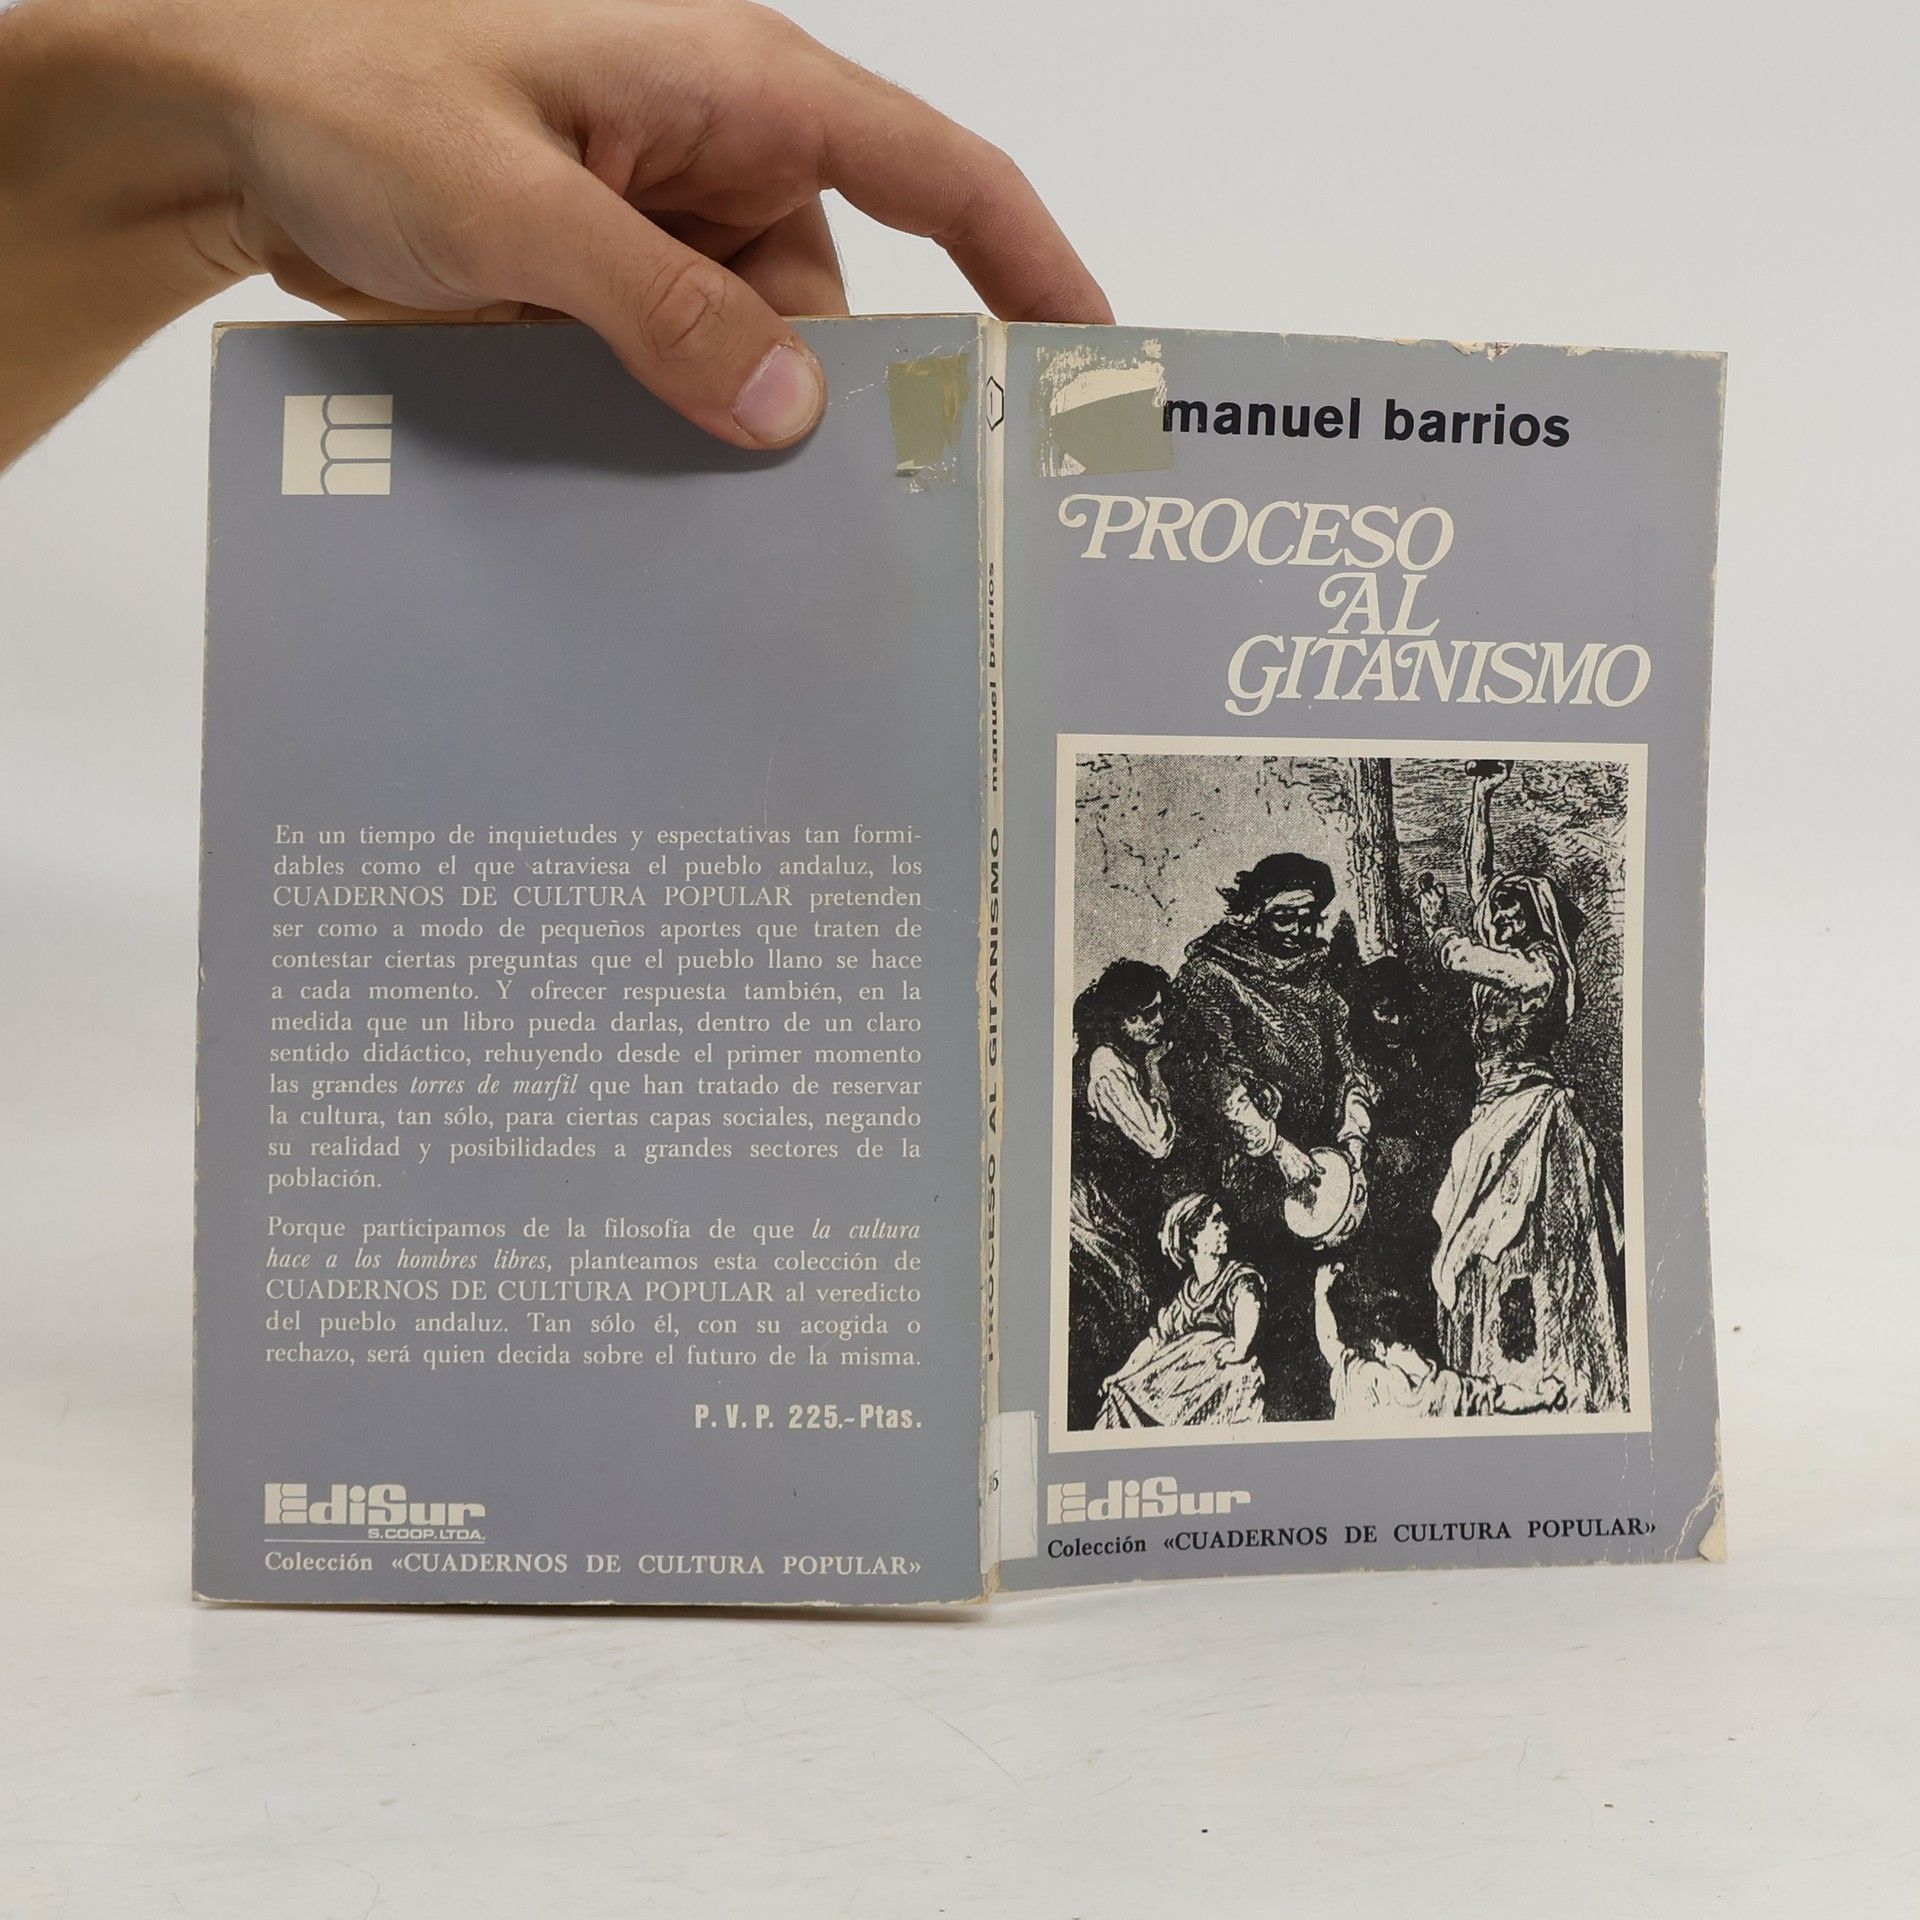 En un tiempo de inquietudes y espectativas tan formi-
dables como el que atraviesa el pueblo andaluz, los
CUADERNOS DE CULTURA POPULAR pretenden
ser como a modo de pequeños aportes que traten de
contestar ciertas preguntas que el pueblo llano se hace
a cada momento. Y ofrecer respuesta también, en la
medida que un libro pueda darlas, dentro de un claro
sentido didáctico, rehuyendo desde el primer momento
las grandes torres de marfil que han tratado de reservar
la cultura, tan sólo, para ciertas capas sociales, negando
su realidad y posibilidades a grandes sectores de la
población.
Porque participamos de la filosofía de que la cultura
hace a los hombres libres, planteamos esta colección de
CUADERNOS DE CULTURA POPULAR al veredicto
del pueblo andaluz. Tan sólo él, con su acogida o
rechazo, será quien decida sobre el futuro de la misma.
P. V. P. 225.- Ptas.
EdiSur
S.COOP.LTDA.
Colección «CUADERNOS DE CULTURA POPULAR»
PROCESO AL GITANISMO manuel barrios
manuel barrios
PROCESO
AL
GITANISMO
EdiSur
Colección «CUADERNOS DE CULTURA POPULAR»